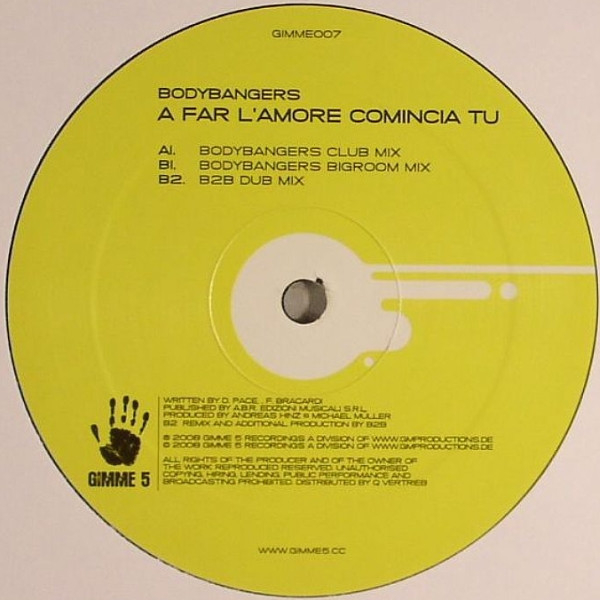 GIMME007
BODYBANGERS
A FAR L'AMORE COMINCIA TU
A1. BODYBANGERS CLUB MIX
B1. BODYBANGERS BIGROOM MIX
B2. B2B DUB MIX
WRITTEN BY D. PACE, F. BRACARDI
PUBLISHED BY A.B.R. EDIZIONI MUSICALI S.R.L.
PRODUCED BY ANDREAS HINZ & MICHAEL MULLER
B2 REMIX AND ADDITIONAL PRODUCTION BY B2B
℗ 2008 GIMME 5 RECORDINGS A DIVISION OF WWW.GMPRODUCTIONS.DE
© 2008 GIMME 5 RECORDINGS A DIVISION OF WWW.GMPRODUCTIONS.DE
ALL RIGHTS OF THE PRODUCER AND OF THE OWNER OF
THE WORK REPRODUCED RESERVED. UNAUTHORISED
COPYING, HIRING, LENDING, PUBLIC PERFORMANCE AND
BROADCASTING PROHIBITED. DISTRIBUTED BY Q VERTRIEB
GIMME 5
WWW.GIMME5.CC